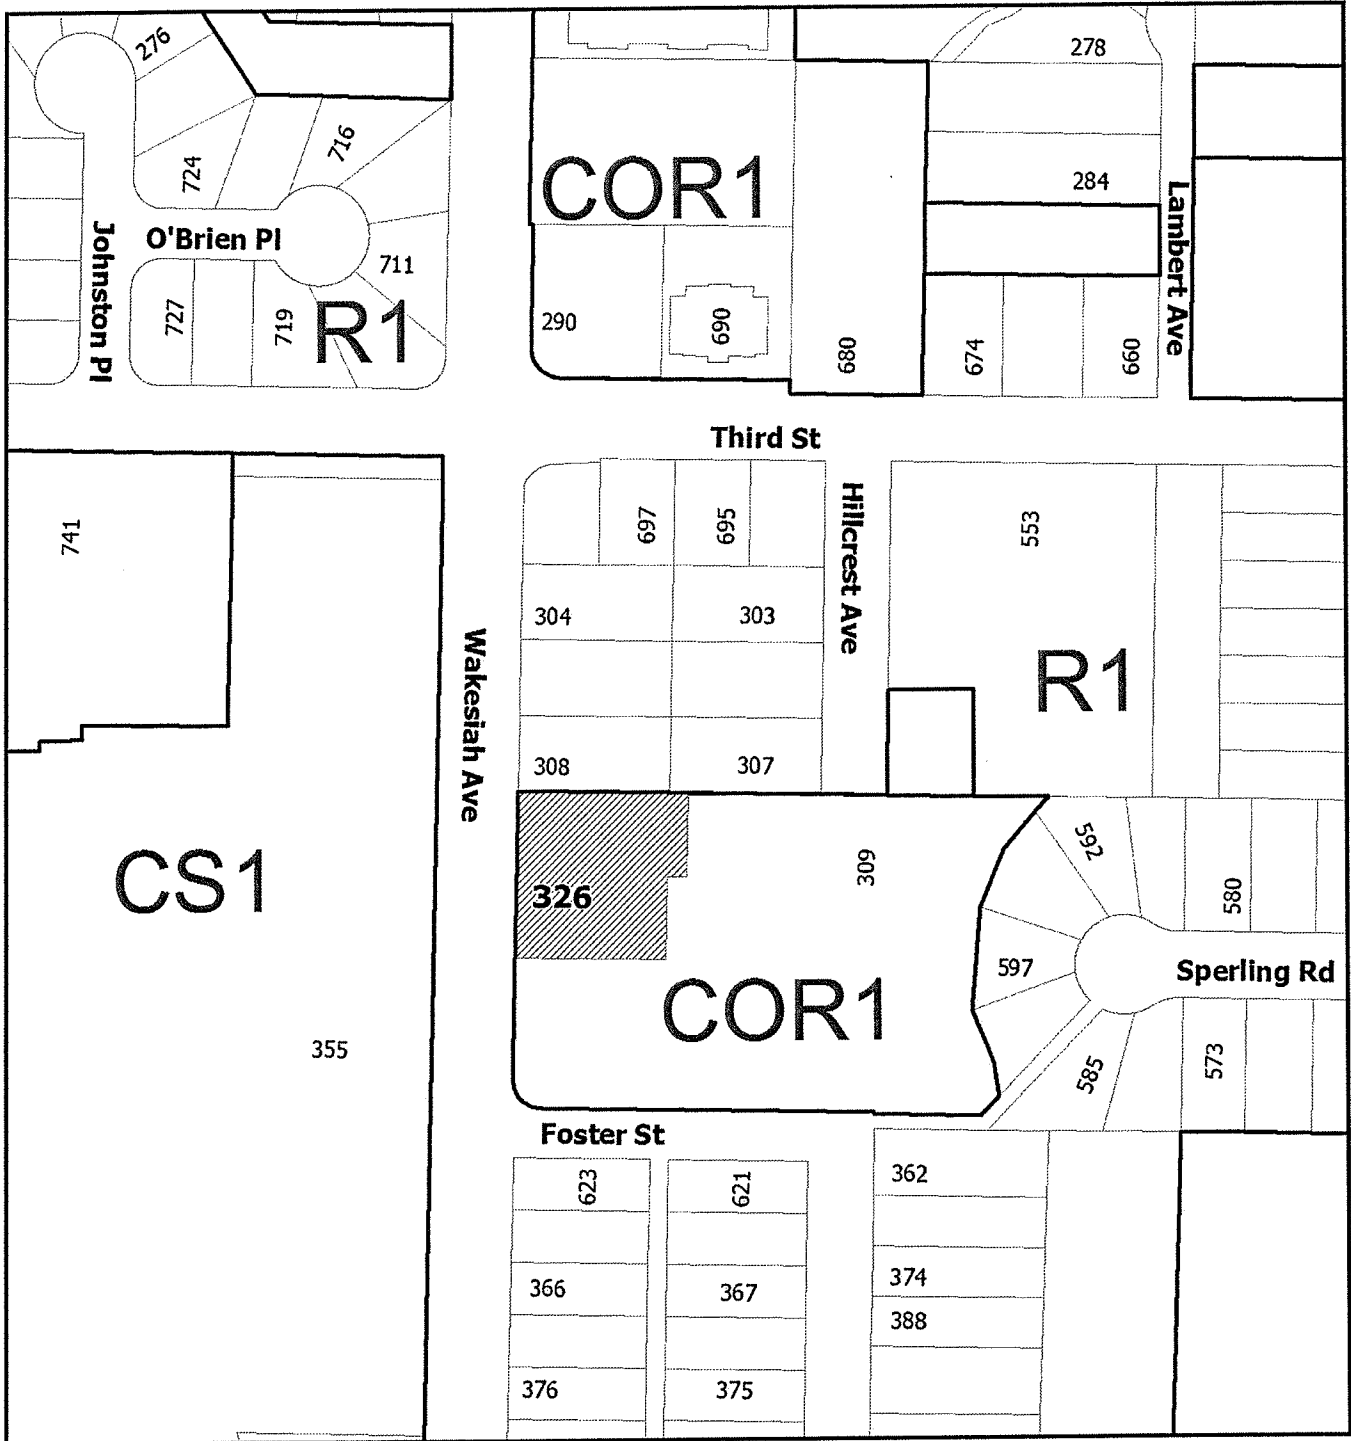 276
278
716
724
COR1
284
Lambert Ave
Johnston Pl
O'Brien Pl
711
727
719
R1
290
690
680
674
660
Third St
741
697
695
Hillcrest Ave
553
304
303
Wakesiah Ave
R1
308
307
CS1
326
309
592
580
597
Sperling Rd
COR1
355
585
573
Foster St
623
621
362
366
367
374
388
376
375